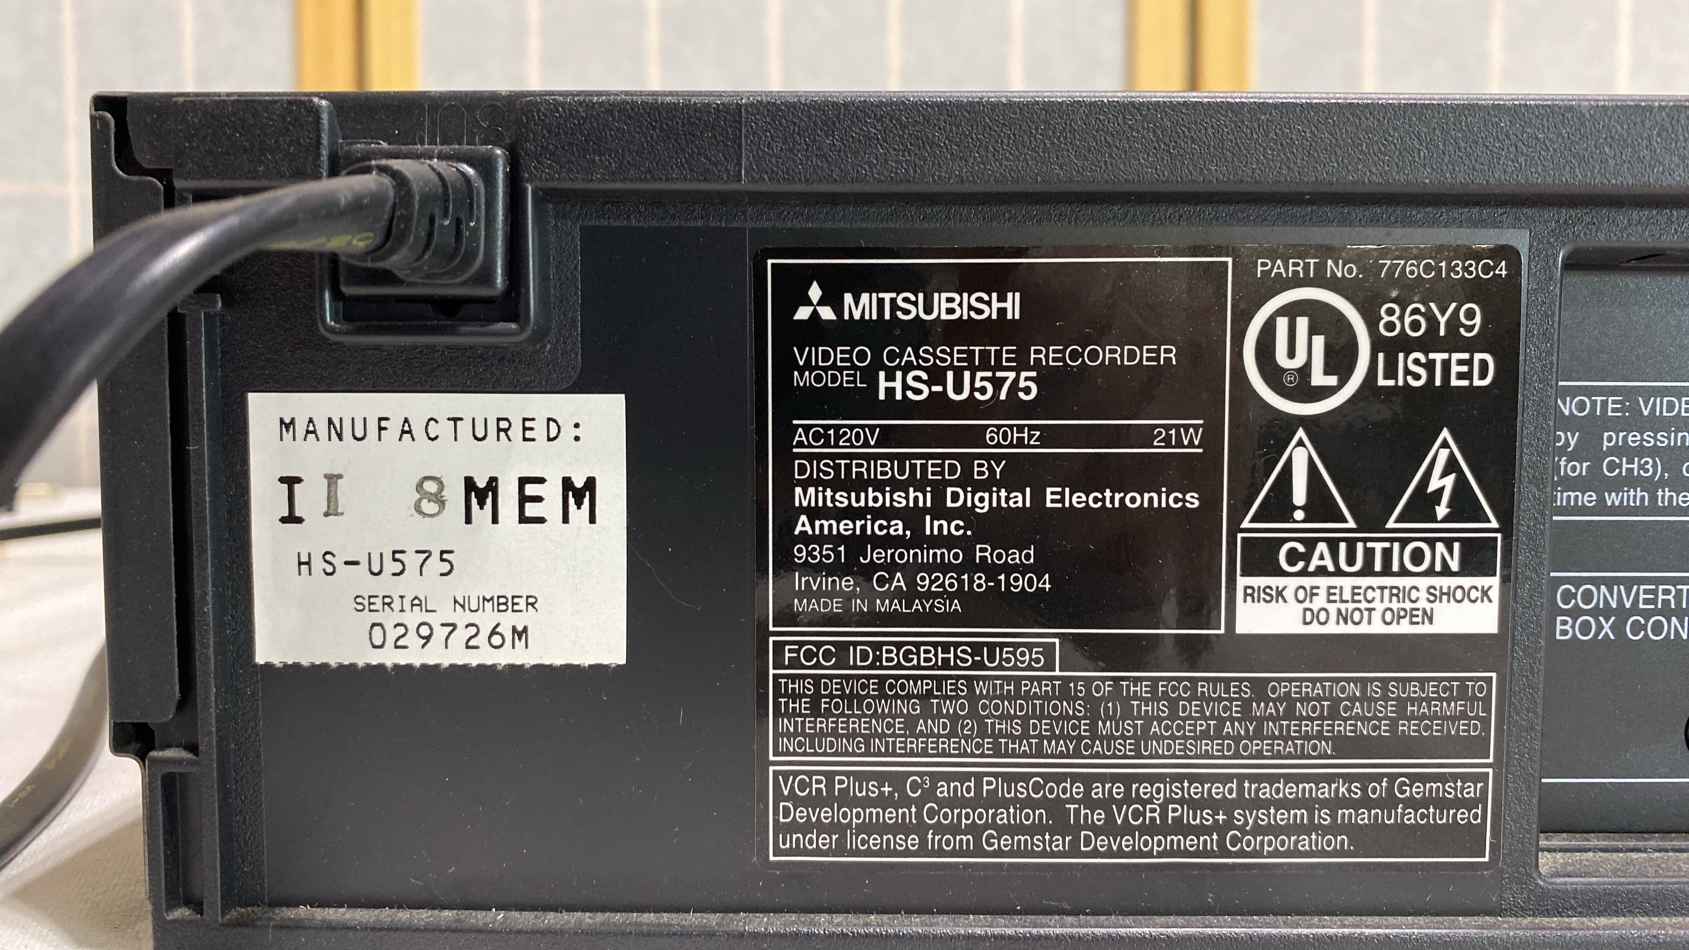 MANUFACTURED:
II 8MEM
HS-U575
SERIAL NUMBER
029726M
MITSUBISHI
VIDEO CASSETTE RECORDER
MODEL HS-U575
AC120V 60Hz 21W
DISTRIBUTED BY
Mitsubishi Digital Electronics
America, Inc.
9351 Jeronimo Road
Irvine, CA 92618-1904
MADE IN MALAYSIA
PART No. 776C133C4
UL ®
86Y9
LISTED
CAUTION
RISK OF ELECTRIC SHOCK
DO NOT OPEN
FCC ID:BGBHS-U595
THIS DEVICE COMPLIES WITH PART 15 OF THE FCC RULES. OPERATION IS SUBJECT TO
THE FOLLOWING TWO CONDITIONS: (1) THIS DEVICE MAY NOT CAUSE HARMFUL
INTERFERENCE, AND (2) THIS DEVICE MUST ACCEPT ANY INTERFERENCE RECEIVED,
INCLUDING INTERFERENCE THAT MAY CAUSE UNDESIRED OPERATION.
VCR Plus+, C³ and PlusCode are registered trademarks of Gemstar
Development Corporation. The VCR Plus+ system is manufactured
under license from Gemstar Development Corporation.
NOTE: VIDE
by pressin
(for CH3),
time with the
CONVERT
BOX CON